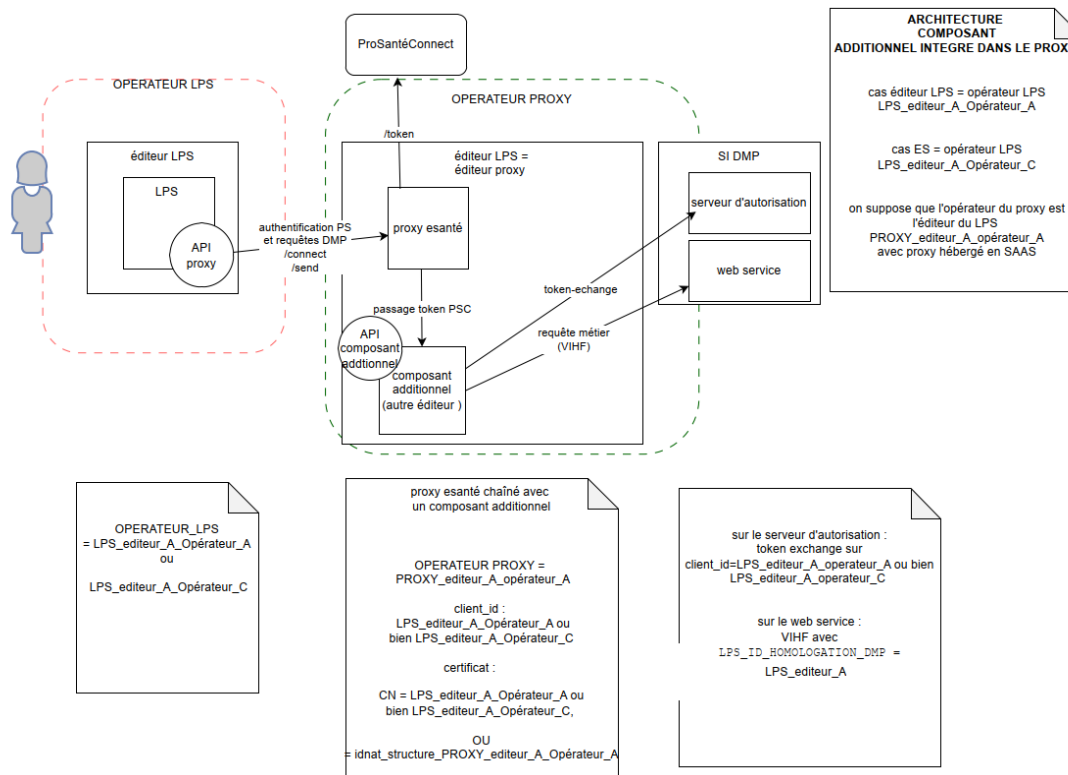 ProSantéConnect
ARCHITECTURE
COMPOSANT
ADDITIONNEL INTEGRE DANS LE PROX
cas éditeur LPS = opérateur LPS
LPS_editeur_A_Opérateur_A
cas ES = opérateur LPS
LPS_editeur_A_Opérateur_C
on suppose que l'opérateur du proxy est
l'éditeur du LPS
PROXY_editeur_A_opérateur_A
avec proxy hébergé en SAAS
OPERATEUR LPS
éditeur LPS
LPS
API
proxy
authentification PS
et requêtes DMP
/connect
/send
OPERATEUR PROXY
/token
éditeur LPS =
éditeur proxy
proxy esanté
passage token PSC
API
composant
addtionnel
composant
additionnel
(autre éditeur )
token-echange
requête métier
(VIHF)
SI DMP
serveur d'autorisation
web service
OPERATEUR_LPS
= LPS_editeur_A_Opérateur_A
ou
LPS_editeur_A_Opérateur_C
proxy esanté chaîné avec
un composant additionnel
OPERATEUR PROXY =
PROXY_editeur_A_opérateur_A
client_id :
LPS_editeur_A_Opérateur_A ou
bien LPS_editeur_A_Opérateur_C
certificat :
CN = LPS_editeur_A_Opérateur_A ou
bien LPS_editeur_A_Opérateur_C,
OU
= idnat_structure_PROXY_editeur_A_Opérateur_A
sur le serveur d'autorisation :
token exchange sur
client_id=LPS_editeur_A_operateur_A ou bien
LPS_editeur_A_operateur_C
sur le web service :
VIHF avec
LPS_ID_HOMOLOGATION_DMP =
LPS_editeur_A